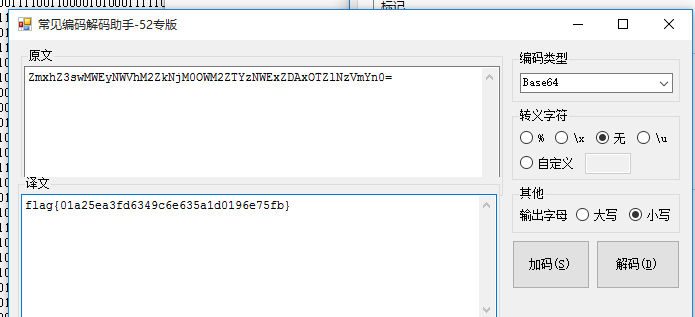 标记
常见编码解码助手-52专版
原文
ZmxhZ3swMWEyNWVhM2ZkNjM0OWM2ZTYzNWExZDAxOTZlNzVmYn0=
译文
flag{01a25ea3fd6349c6e635a1d0196e75fb}
编码类型
Base64
转义字符
% \x 无 \u
自定义
其他
输出字母 大写 小写
加码(S) 解码(D)